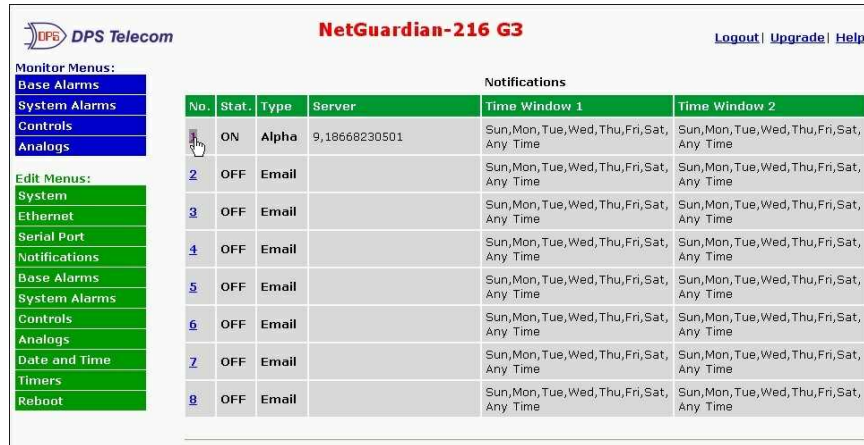 DPS DPS Telecom
NetGuardian-216 G3
Logout| Upgrade| Help
Monitor Menus:
Base Alarms
System Alarms
Controls
Analogs
Edit Menus:
System
Ethernet
Serial Port
Notifications
Base Alarms
System Alarms
Controls
Analogs
Date and Time
Timers
Reboot
Notifications
No. Stat. Type Server Time Window 1 Time Window 2
1 ON Alpha 9,18668230501 Sun,Mon,Tue,Wed,Thu,Fri,Sat, Sun,Mon,Tue,Wed,Thu,Fri,Sat,
Any Time Any Time
2 OFF Email Sun,Mon,Tue,Wed,Thu,Fri,Sat, Sun,Mon,Tue,Wed,Thu,Fri,Sat,
Any Time Any Time
3 OFF Email Sun,Mon,Tue,Wed,Thu,Fri,Sat, Sun,Mon,Tue,Wed,Thu,Fri,Sat,
Any Time Any Time
4 OFF Email Sun,Mon,Tue,Wed,Thu,Fri,Sat, Sun,Mon,Tue,Wed,Thu,Fri,Sat,
Any Time Any Time
5 OFF Email Sun,Mon,Tue,Wed,Thu,Fri,Sat, Sun,Mon,Tue,Wed,Thu,Fri,Sat,
Any Time Any Time
6 OFF Email Sun,Mon,Tue,Wed,Thu,Fri,Sat, Sun,Mon,Tue,Wed,Thu,Fri,Sat,
Any Time Any Time
7 OFF Email Sun,Mon,Tue,Wed,Thu,Fri,Sat, Sun,Mon,Tue,Wed,Thu,Fri,Sat,
Any Time Any Time
8 OFF Email Sun,Mon,Tue,Wed,Thu,Fri,Sat, Sun,Mon,Tue,Wed,Thu,Fri,Sat,
Any Time Any Time